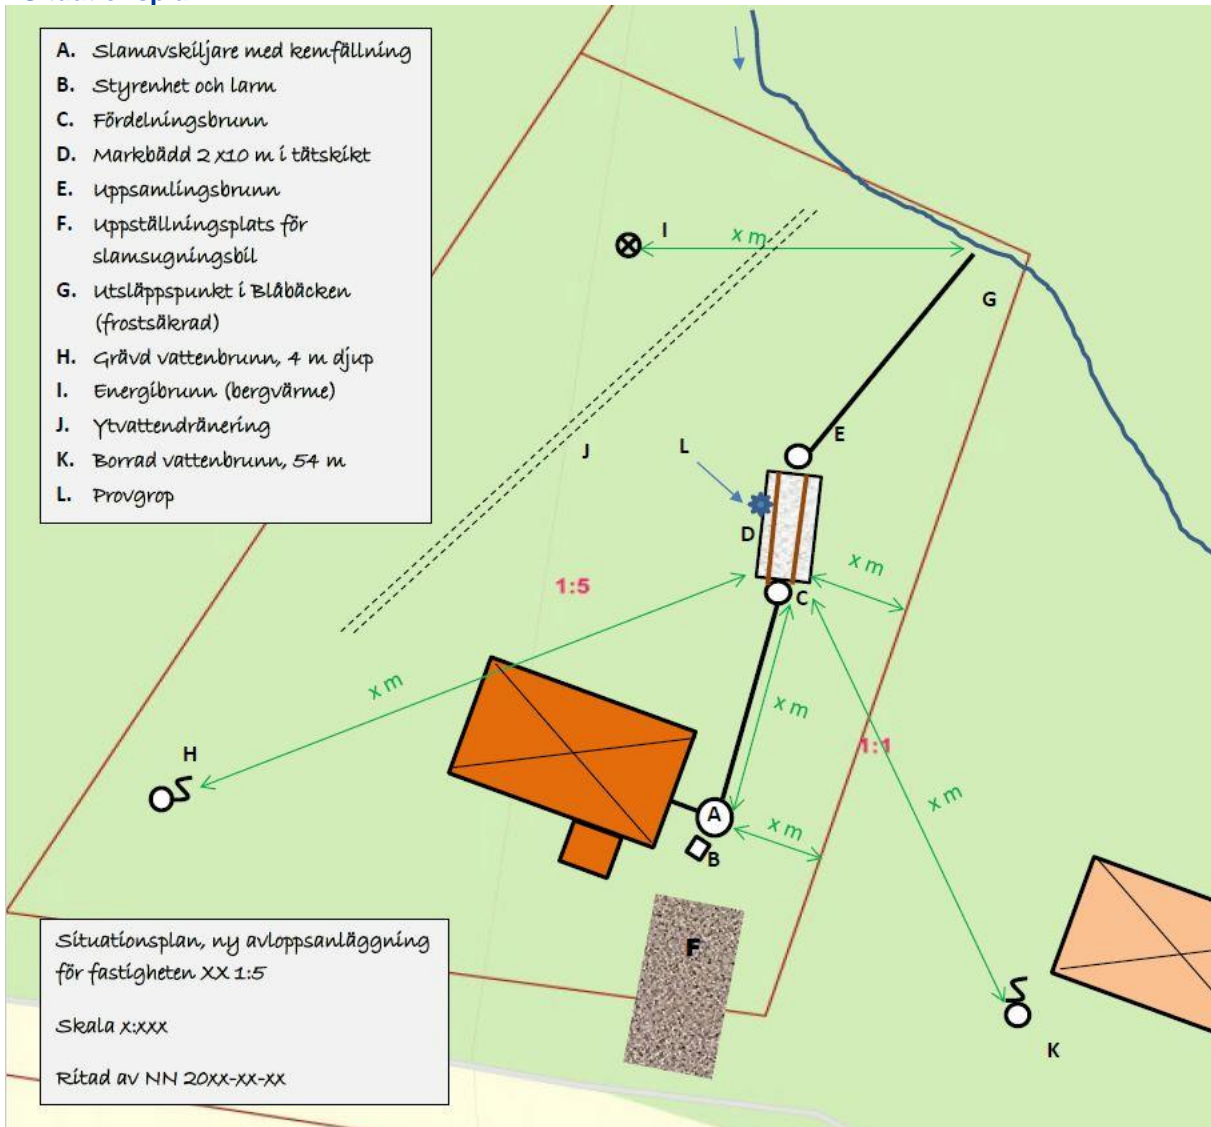 A. Slamavskiljare med kemfällning
B. Styrenhet och larm
C. Fördelningsbrunn
D. Markbädd 2 x10 m i tätskikt
E. Uppsamlingsbrunn
F. Uppställningsplats för
slamsugningsbil
G. Utsläppspunkt i Blåbäcken
(frostsäkrad)
H. Grävd vattenbrunn, 4 m djup
I. Energibrunn (bergvärme)
J. Ytvattendränering
K. Borrad vattenbrunn, 54 m
L. Provgrop
I
x m
G
E
J
L
D
x m
1:5
C
x m
x m
1:1
H
x m
A
x m
B
F
K
Situationsplan, ny avloppsanläggning
för fastigheten XX 1:5
Skala x:xxx
Ritad av NN 20xx-xx-xx